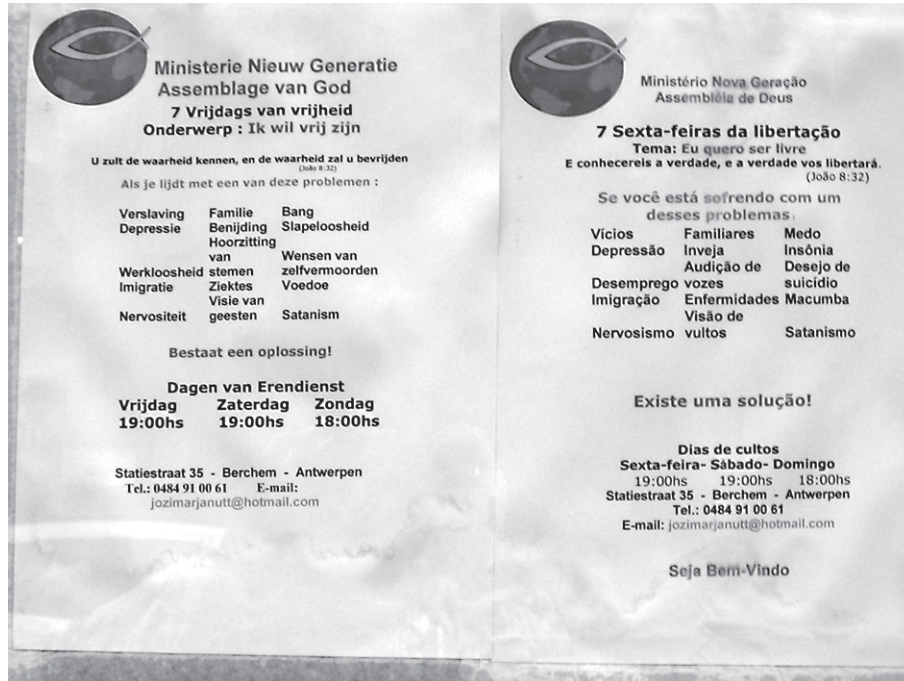 Ministerie Nieuw Generatie
Assemblage van God
7 Vrijdags van vrijheid
Onderwerp : Ik wil vrij zijn
U zult de waarheid kennen, en de waarheid zal u bevrijden
(João 8:32)
Als je lijdt met een van deze problemen :
Verslaving Familie Bang
Depressie Benijding Slapeloosheid
Hoorzitting
van Wensen van
Werkloosheid stemen zelfvermoorden
Imigratie Ziektes Voedoe
Visie van
Nervositeit geesten Satanism
Bestaat een oplossing!
Dagen van Erendienst
Vrijdag Zaterdag Zondag
19:00hs 19:00hs 18:00hs
Statiestraat 35 - Berchem - Antwerpen
Tel.: 0484 91 00 61 E-mail:
jozimarjanutt@hotmail.com
Ministério Nova Geração
Assembléia de Deus
7 Sexta-feiras da libertação
Tema: Eu quero ser livre
E conhecereis a verdade, e a verdade vos libertará.
(João 8:32)
Se você está sofrendo com um
desses problemas:
Vícios Familiares Medo
Depressão Inveja Insônia
Audição de Desejo de
Desemprego vozes suicídio
Imigração Enfermidades Macumba
Visão de
Nervosismo vultos Satanismo
Existe uma solução!
Dias de cultos
Sexta-feira- Sábado- Domingo
19:00hs 19:00hs 18:00hs
Statiestraat 35 - Berchem - Antwerpen
Tel.: 0484 91 00 61
E-mail: jozimarjanutt@hotmail.com
Seja Bem-Vindo